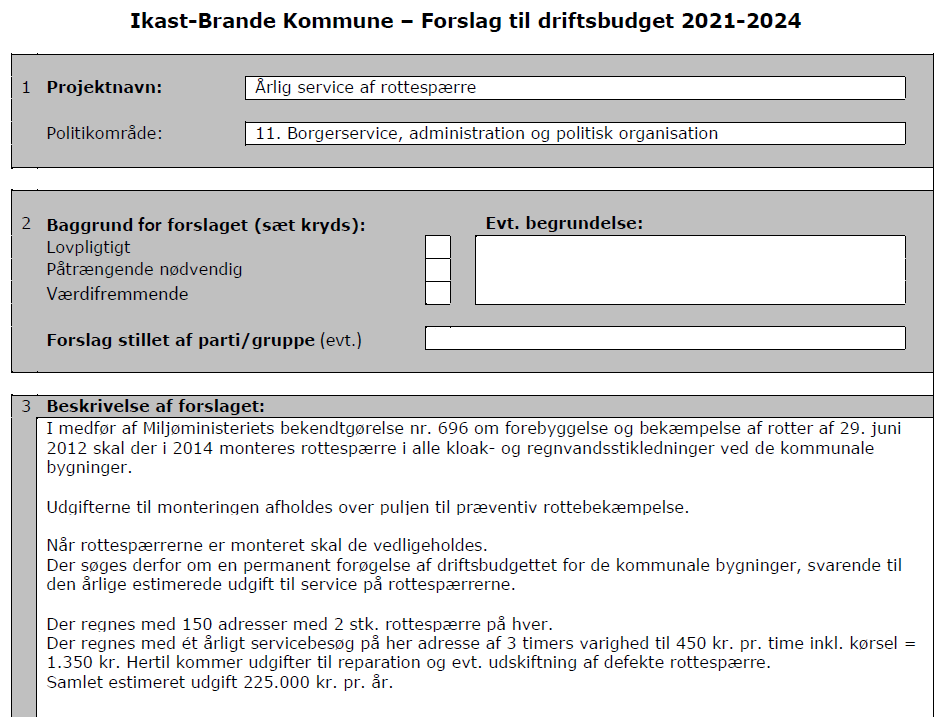 Ikast-Brande Kommune – Forslag til driftsbudget 2021-2024
1 Projektnavn: Årlig service af rottespærre
Politikområde: 11. Borgerservice, administration og politisk organisation
2 Baggrund for forslaget (sæt kryds): Evt. begrundelse:
Lovpligtigt
Påtrængende nødvendig
Værdifremmende
Forslag stillet af parti/gruppe (evt.)
3 Beskrivelse af forslaget:
I medfør af Miljøministeriets bekendtgørelse nr. 696 om forebyggelse og bekæmpelse af rotter af 29. juni
2012 skal der i 2014 monteres rottespærre i alle kloak- og regnvandsstikledninger ved de kommunale
bygninger.
Udgifterne til monteringen afholdes over puljen til præventiv rottebekæmpelse.
Når rottespærrerne er monteret skal de vedligeholdes.
Der søges derfor om en permanent forøgelse af driftsbudgettet for de kommunale bygninger, svarende til
den årlige estimerede udgift til service på rottespærrerne.
Der regnes med 150 adresser med 2 stk. rottespærre på hver.
Der regnes med ét årligt servicebesøg på her adresse af 3 timers varighed til 450 kr. pr. time inkl. kørsel =
1.350 kr. Hertil kommer udgifter til reparation og evt. udskiftning af defekte rottespærre.
Samlet estimeret udgift 225.000 kr. pr. år.